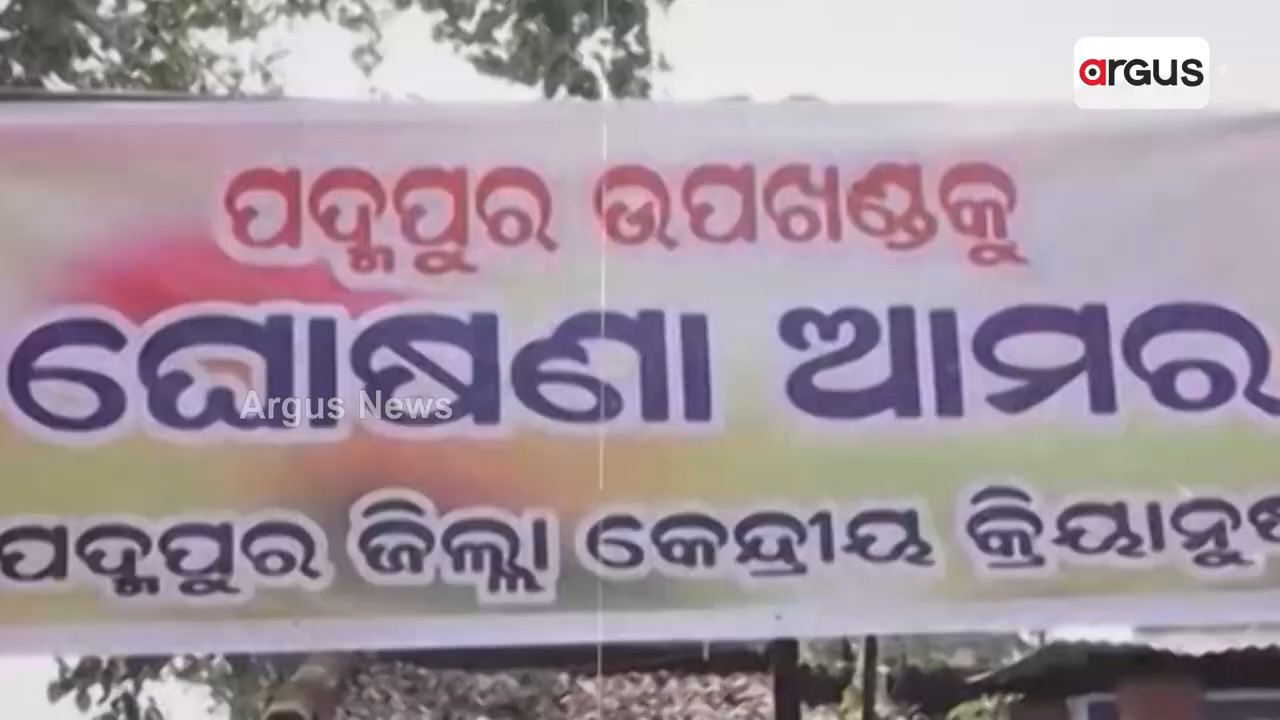 argus
ପଦ୍ମପୁର ଉପଖଣ୍ଡକୁ
ଘୋଷଣା ଆମର
Argus News
ପଦ୍ମପୁର ଜିଲ୍ଲା କେନ୍ଦ୍ରୀୟ